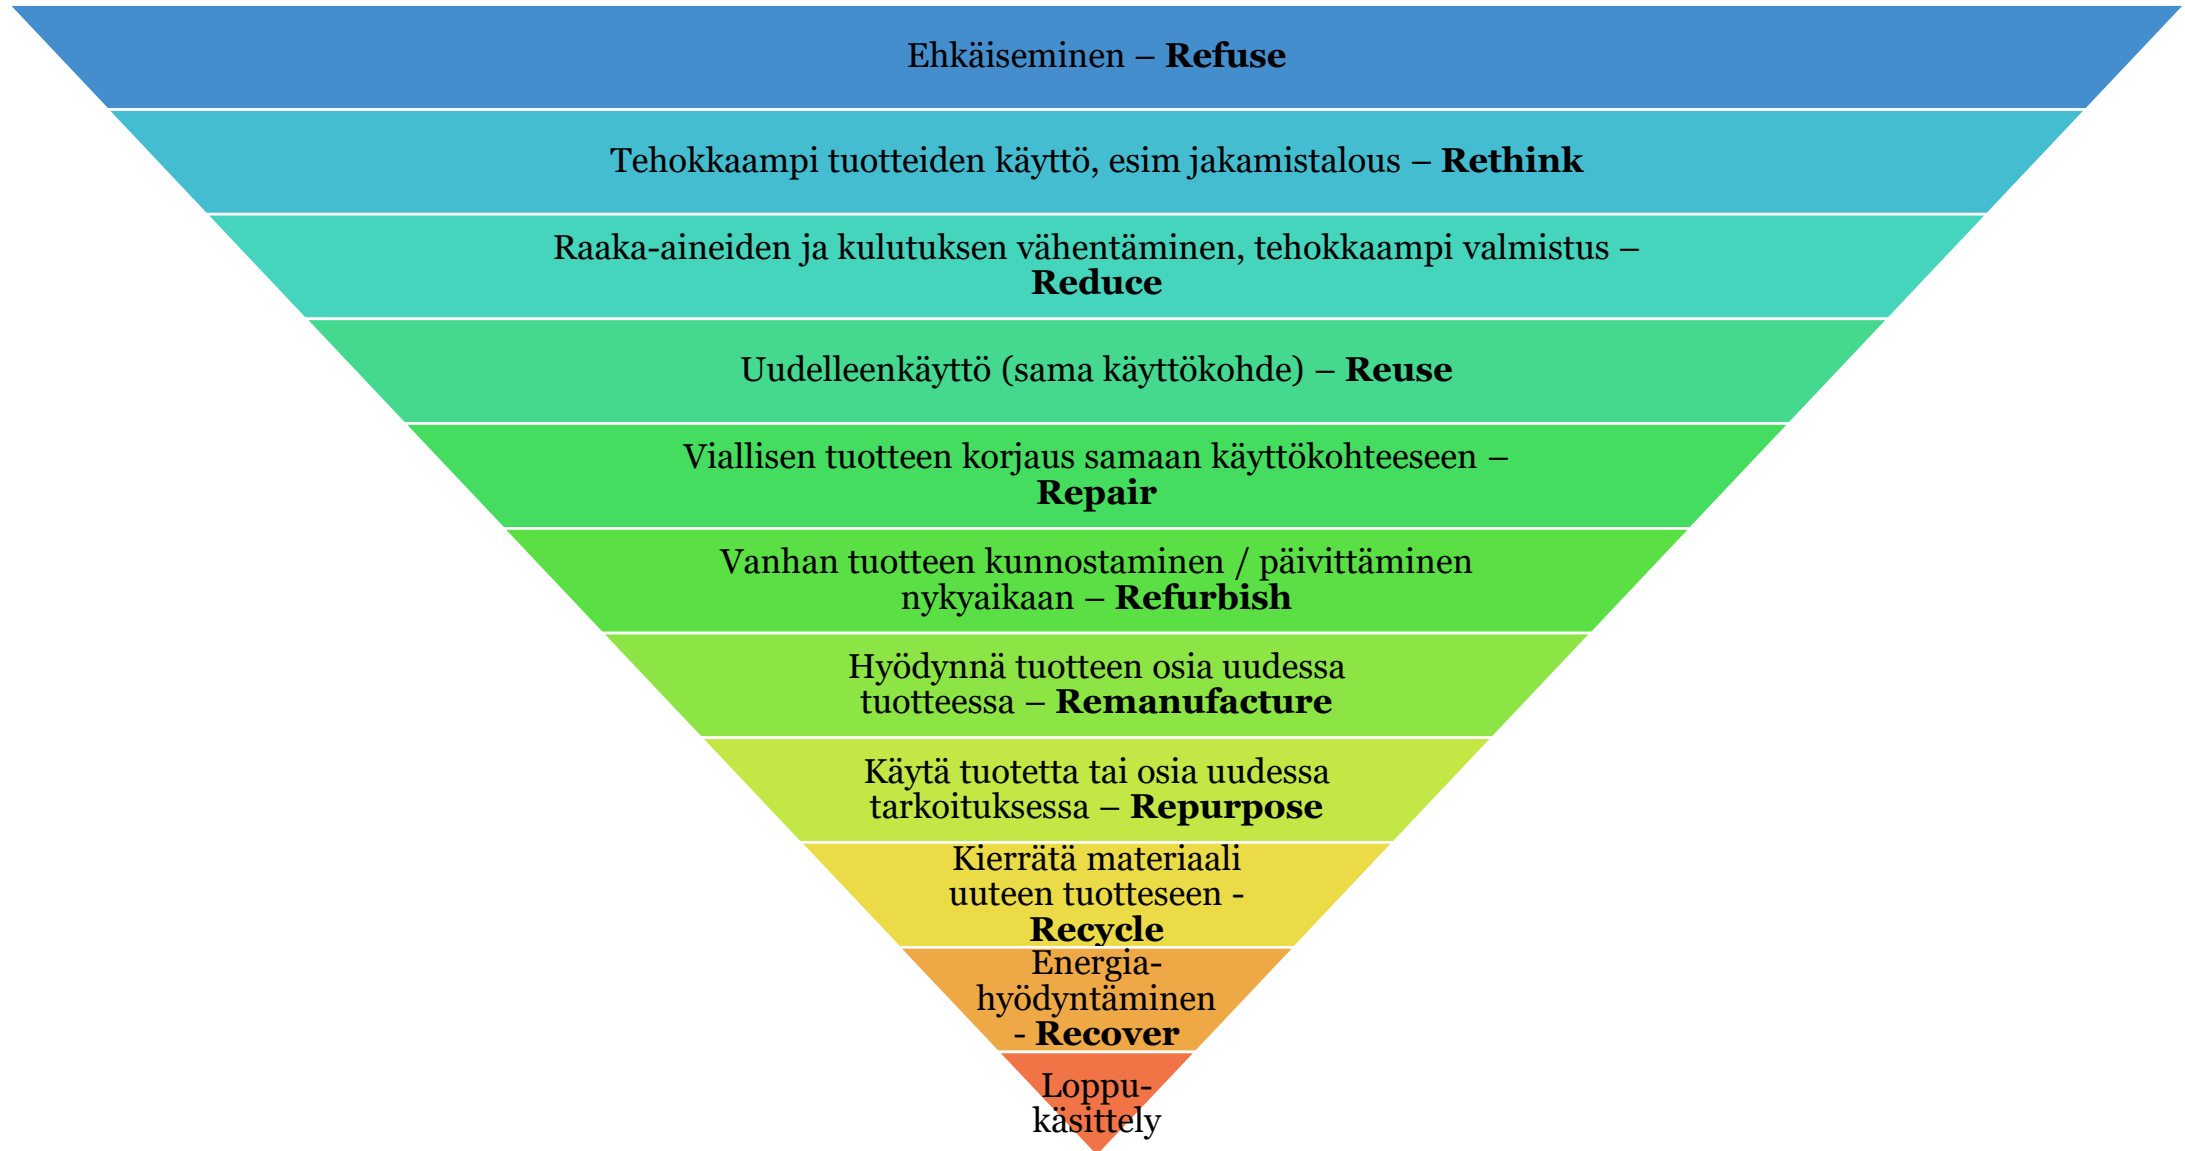 Ehkäiseminen – Refuse
Tehokkaampi tuotteiden käyttö, esim jakamistalous – Rethink
Raaka-aineiden ja kulutuksen vähentäminen, tehokkaampi valmistus –
Reduce
Uudelleenkäyttö (sama käyttökohde) – Reuse
Viallisen tuotteen korjaus samaan käyttökohteeseen –
Repair
Vanhan tuotteen kunnostaminen / päivittäminen
nykyaikaan – Refurbish
Hyödynnä tuotteen osia uudessa
tuotteessa – Remanufacture
Käytä tuotetta tai osia uudessa
tarkoituksessa – Repurpose
Kierrätä materiaali
uuteen tuotteseen -
Recycle
Energia-
hyödyntäminen
- Recover
Loppu-
käsittely